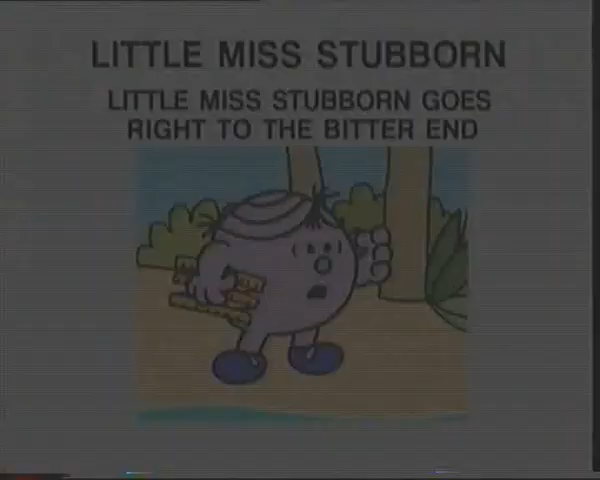 LITTLE MISS STUBBORN
LITTLE MISS STUBBORN GOES
RIGHT TO THE BITTER END